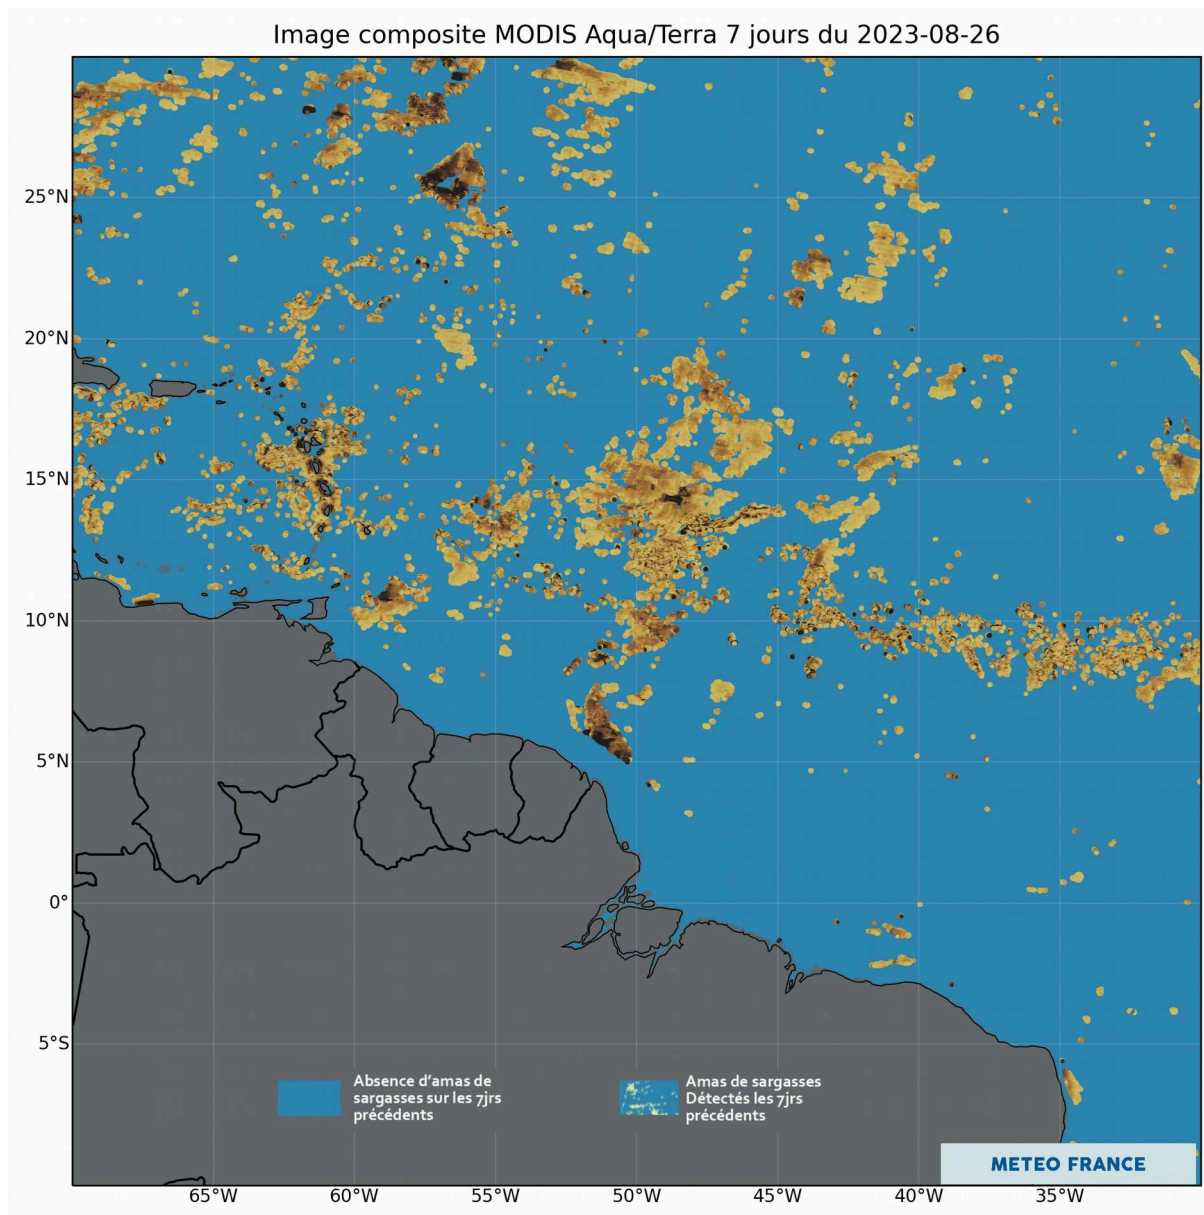 Image composite MODIS Aqua/Terra 7 jours du 2023-08-26
25°N
20°N
15°N
10°N
5°N
0°
5°S
Absence d'amas de
sargasses sur les 7jrs
précédents
Amas de sargasses
Détectés les 7jrs
précédents
METEO FRANCE
65°W
60°W
55°W
50°W
45°W
40°W
35°W